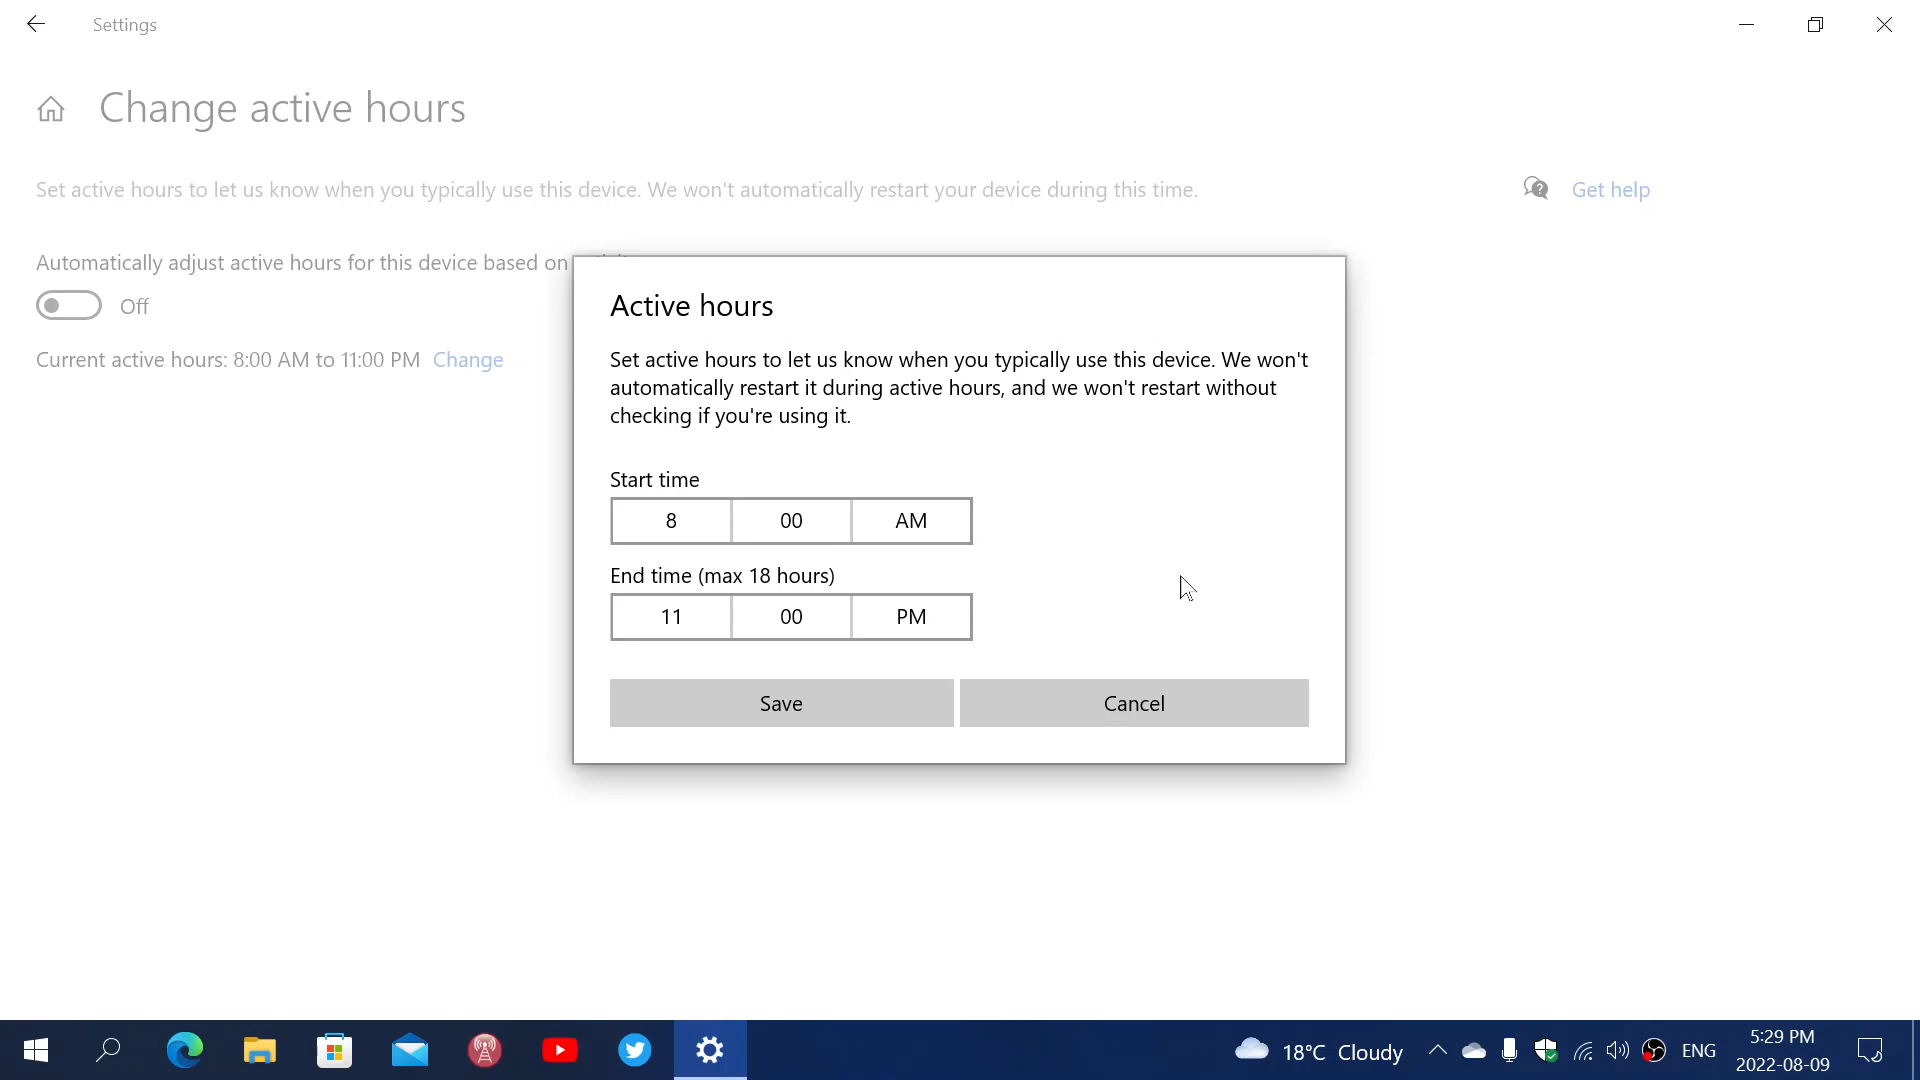 Settings
Change active hours
Set active hours to let us know when you typically use this device. We won't automatically restart your device during this time.
Get help
Automatically adjust active hours for this device based on
Off
Current active hours: 8:00 AM to 11:00 PM Change
Active hours
Set active hours to let us know when you typically use this device. We won't
automatically restart it during active hours, and we won't restart without
checking if you're using it.
Start time
8 00 AM
End time (max 18 hours)
11 00 PM
Save Cancel
18°C Cloudy
ENG
5:29 PM
2022-08-09